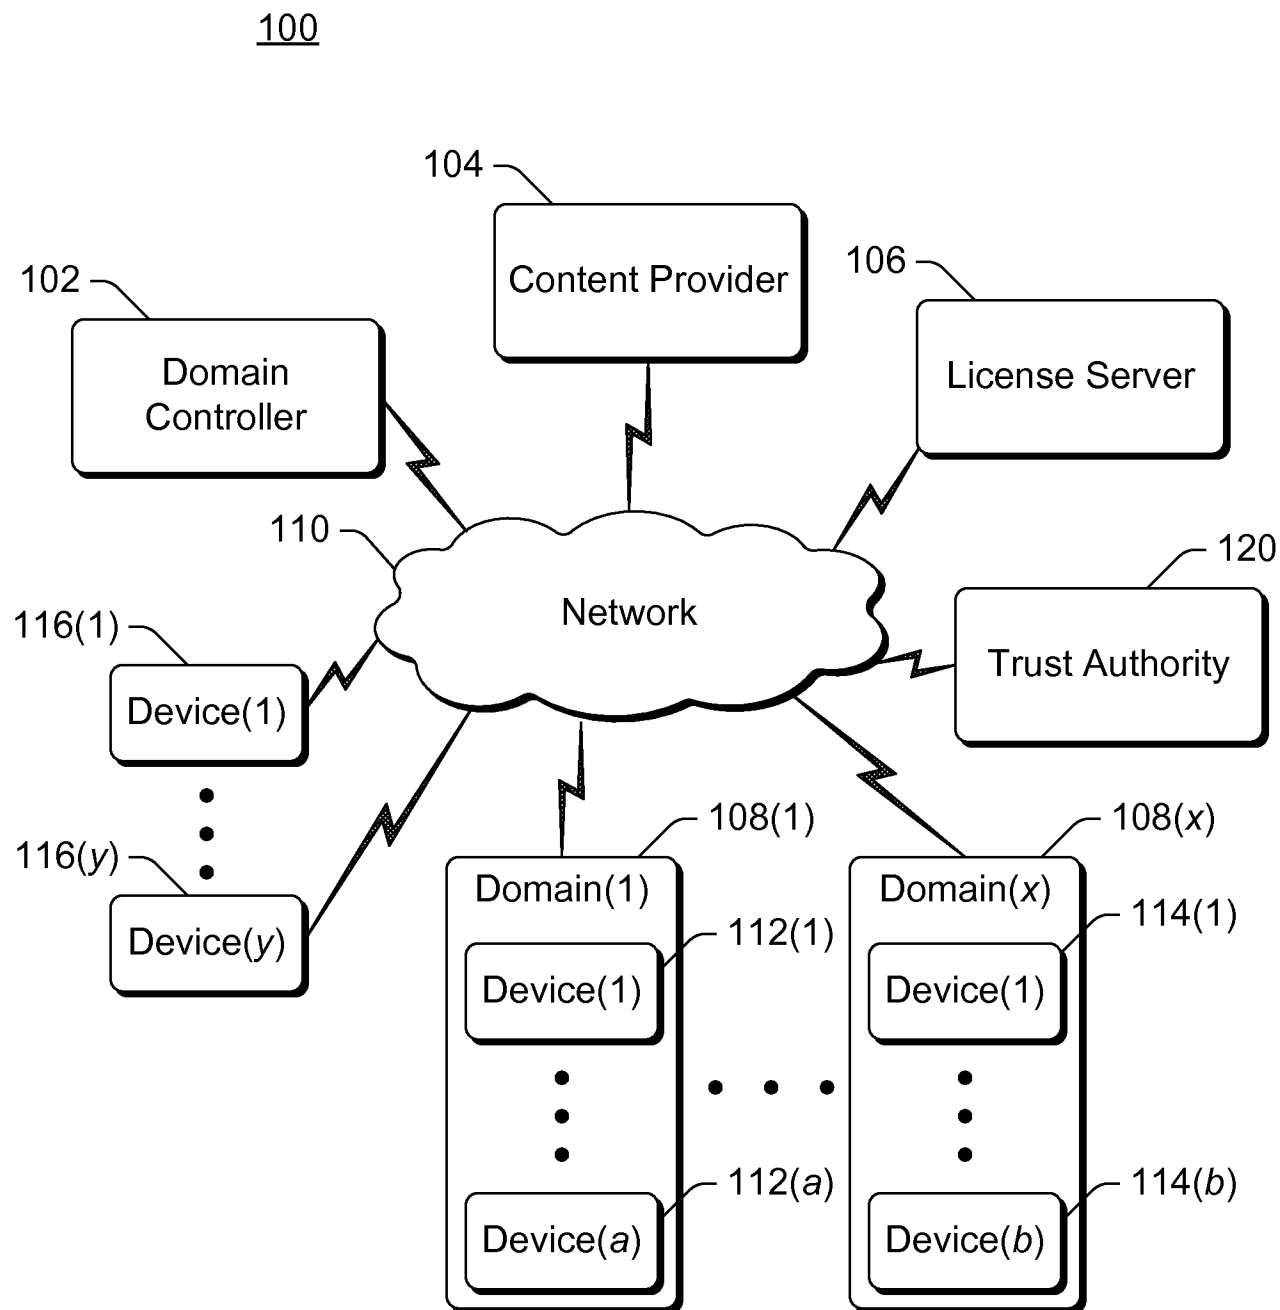 100
104
Content Provider
106
License Server
102
Domain
Controller
110
Network
120
Trust Authority
116(1)
Device(1)
116(y)
Device(y)
108(1)
Domain(1)
112(1)
Device(1)
112(a)
Device(a)
108(x)
Domain(x)
114(1)
Device(1)
114(b)
Device(b)